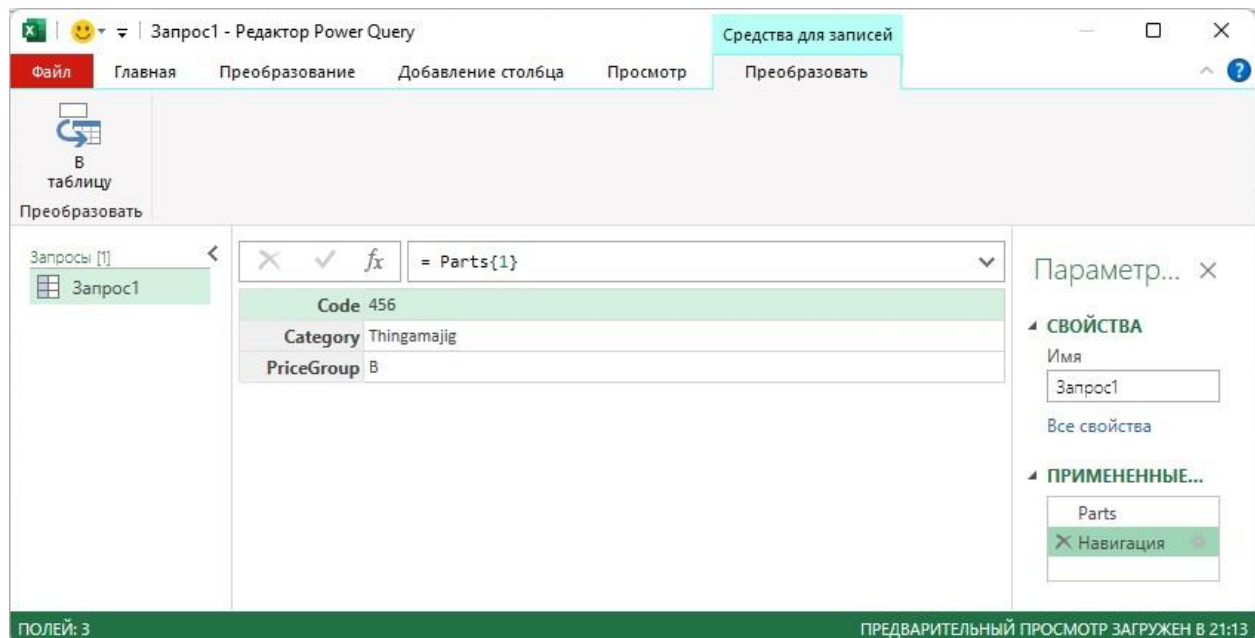 Запрос1 - Редактор Power Query
Средства для записей
Файл Главная Преобразование Добавление столбца Просмотр Преобразовать
В
таблицу
Преобразовать
Запросы [1]
Запрос1
fx = Parts{1}
Code 456
Category Thingamajig
PriceGroup B
Параметр...
СВОЙСТВА
Имя
Запрос1
Все свойства
ПРИМЕНЕННЫЕ...
Parts
Навигация
ПОЛЕЙ: 3 ПРЕДВАРИТЕЛЬНЫЙ ПРОСМОТР ЗАГРУЖЕН В 21:13